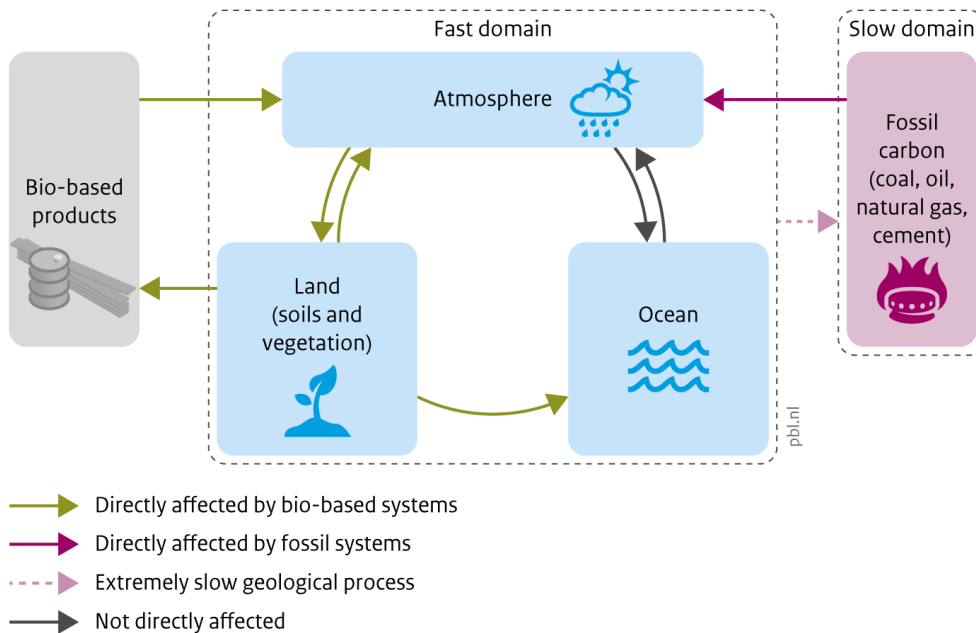 Fast domain
Slow domain
Atmosphere
Bio-based
products
Fossil
carbon
(coal, oil,
natural gas,
cement)
Land
(soils and
vegetation)
Ocean
pbl.nl
Directly affected by bio-based systems
Directly affected by fossil systems
Extremely slow geological process
Not directly affected